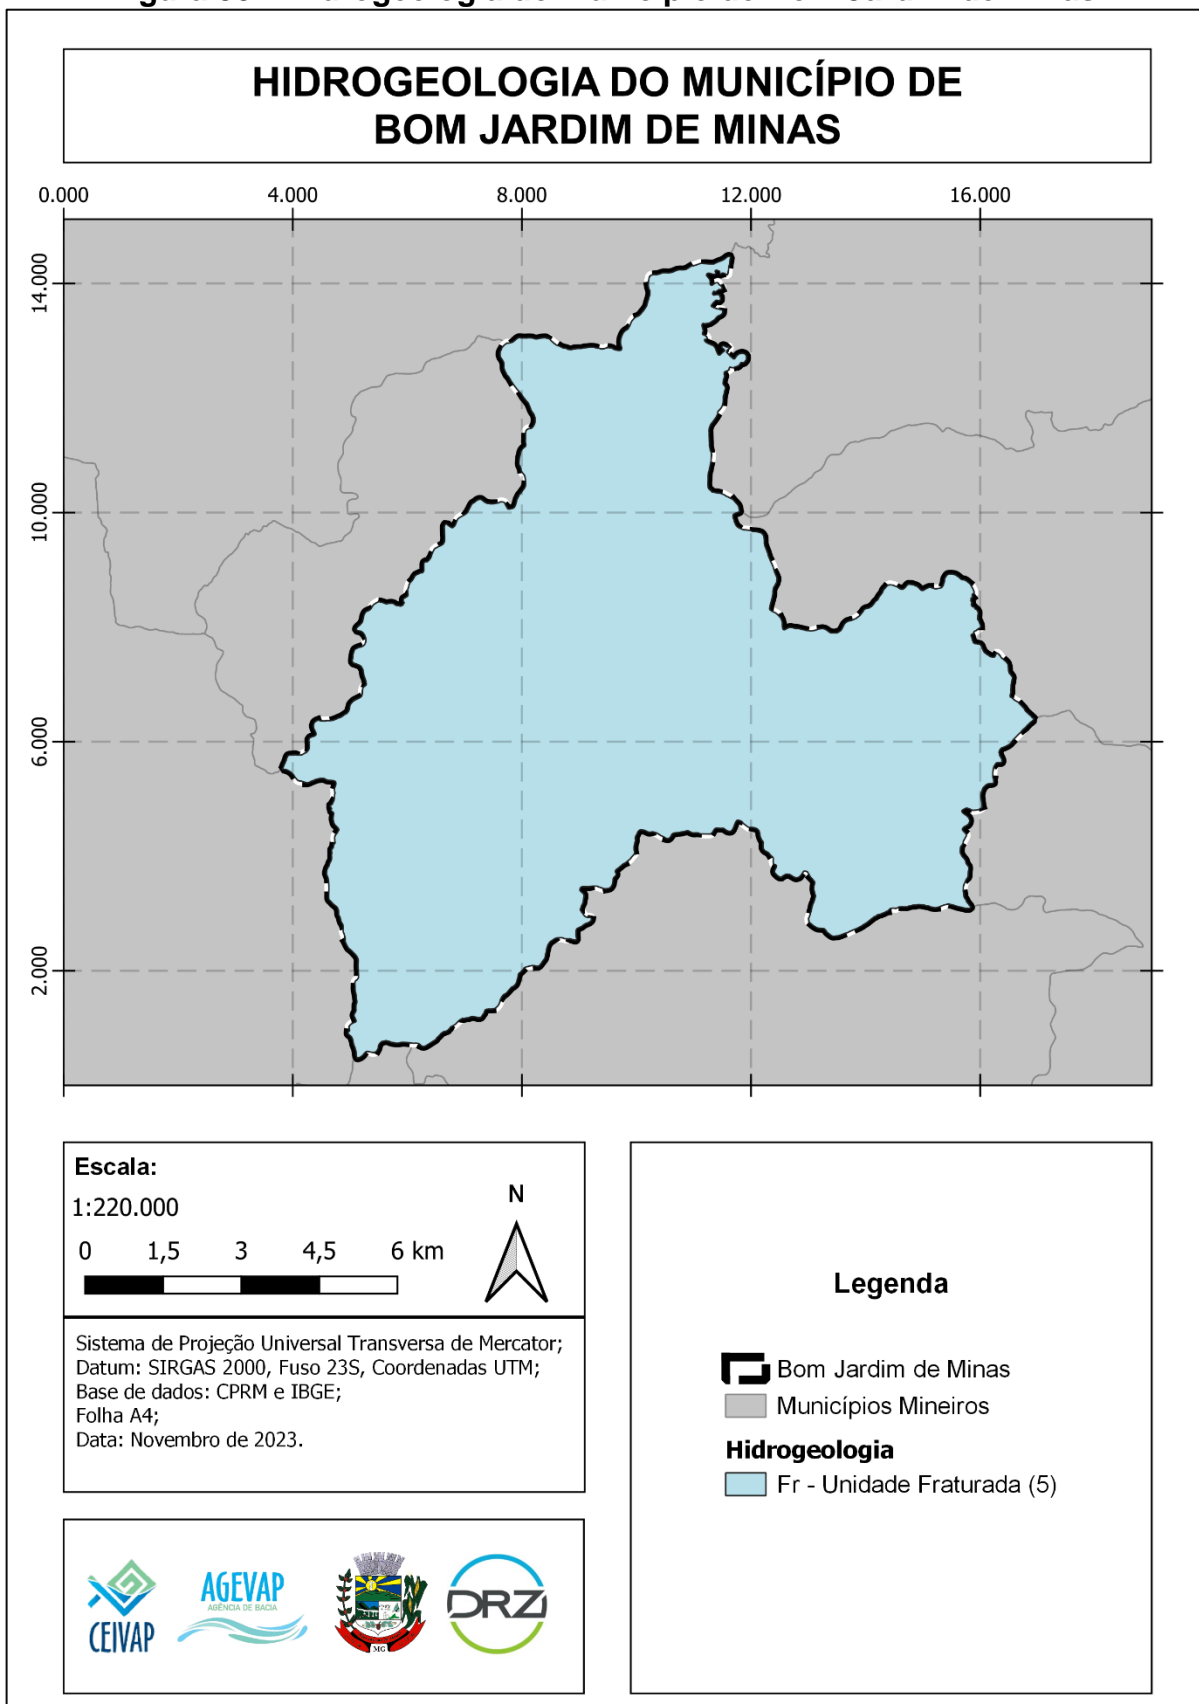 HIDROGEOLOGIA DO MUNICÍPIO DE
BOM JARDIM DE MINAS
0.000 4.000 8.000 12.000 16.000
14.000
10.000
6.000
2.000
Escala:
1:220.000
0 1,5 3 4,5 6 km
N
Sistema de Projeção Universal Transversa de Mercator;
Datum: SIRGAS 2000, Fuso 23S, Coordenadas UTM;
Base de dados: CPRM e IBGE;
Folha A4;
Data: Novembro de 2023.
Legenda
Bom Jardim de Minas
Municípios Mineiros
Hidrogeologia
Fr - Unidade Fraturada (5)
CEIVAP
AGEVAP
AGÊNCIA DE BACIA
MG
DRZ